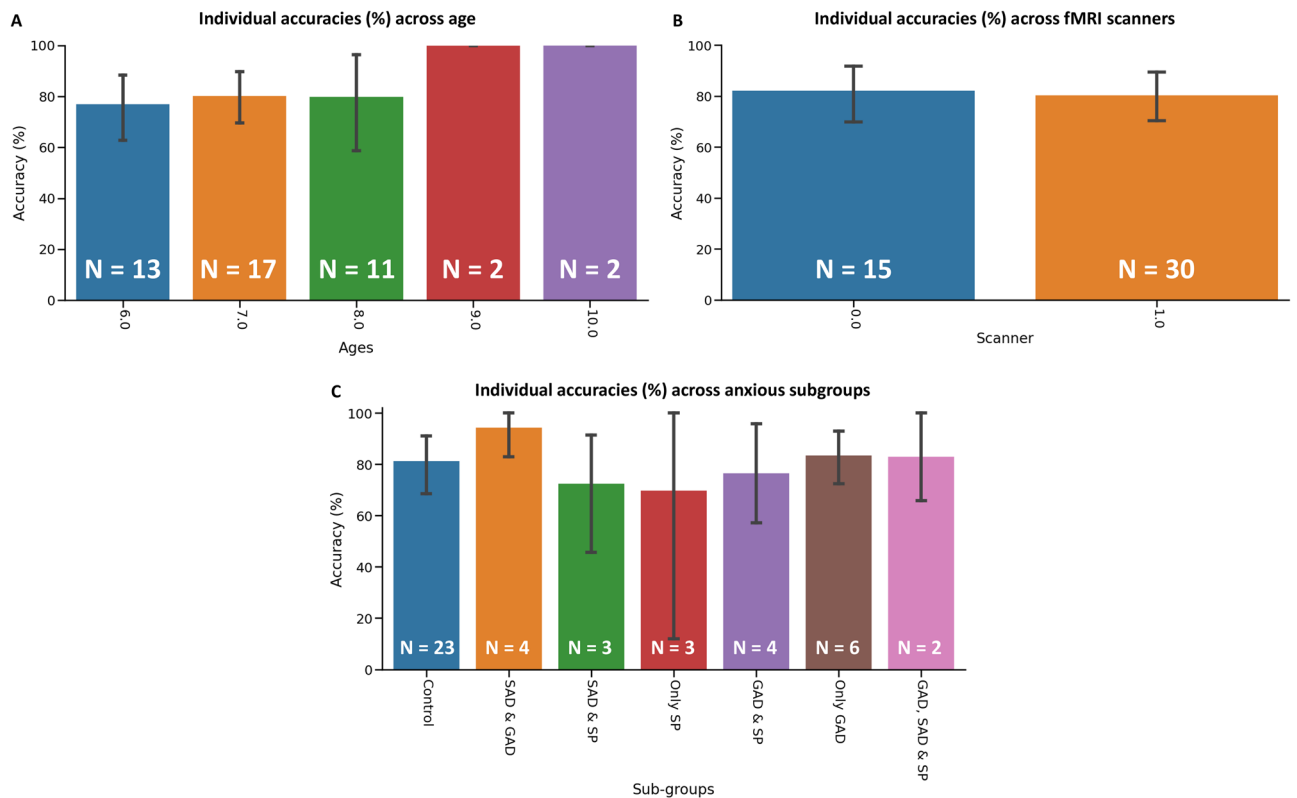 A
Individual accuracies (%) across age
100
80
60
40
20
0
Accuracy (%)
N = 13
N = 17
N = 11
N = 2
N = 2
6.0
7.0
8.0
9.0
10.0
Ages
B
Individual accuracies (%) across fMRI scanners
100
80
60
40
20
0
Accuracy (%)
N = 15
N = 30
0.0
1.0
Scanner
C
Individual accuracies (%) across anxious subgroups
100
80
60
40
20
0
Accuracy (%)
N = 23
N = 4
N = 3
N = 3
N = 4
N = 6
N = 2
Control
SAD & GAD
SAD & SP
Only SP
GAD & SP
Only GAD
GAD, SAD & SP
Sub-groups